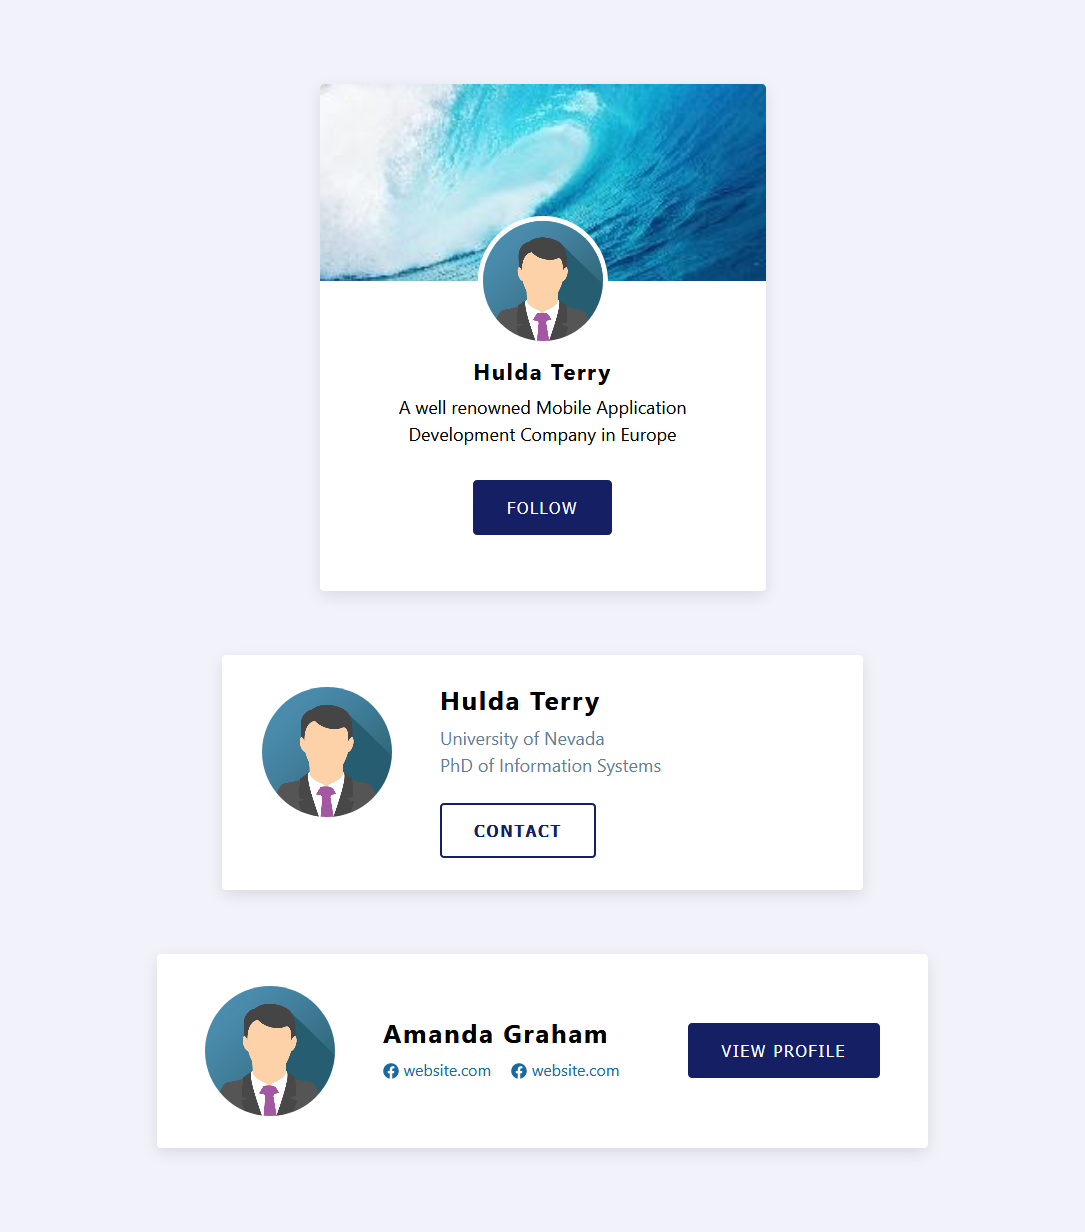 Hulda Terry
A well renowned Mobile Application
Development Company in Europe
FOLLOW
Hulda Terry
University of Nevada
PhD of Information Systems
CONTACT
Amanda Graham
website.com website.com
VIEW PROFILE